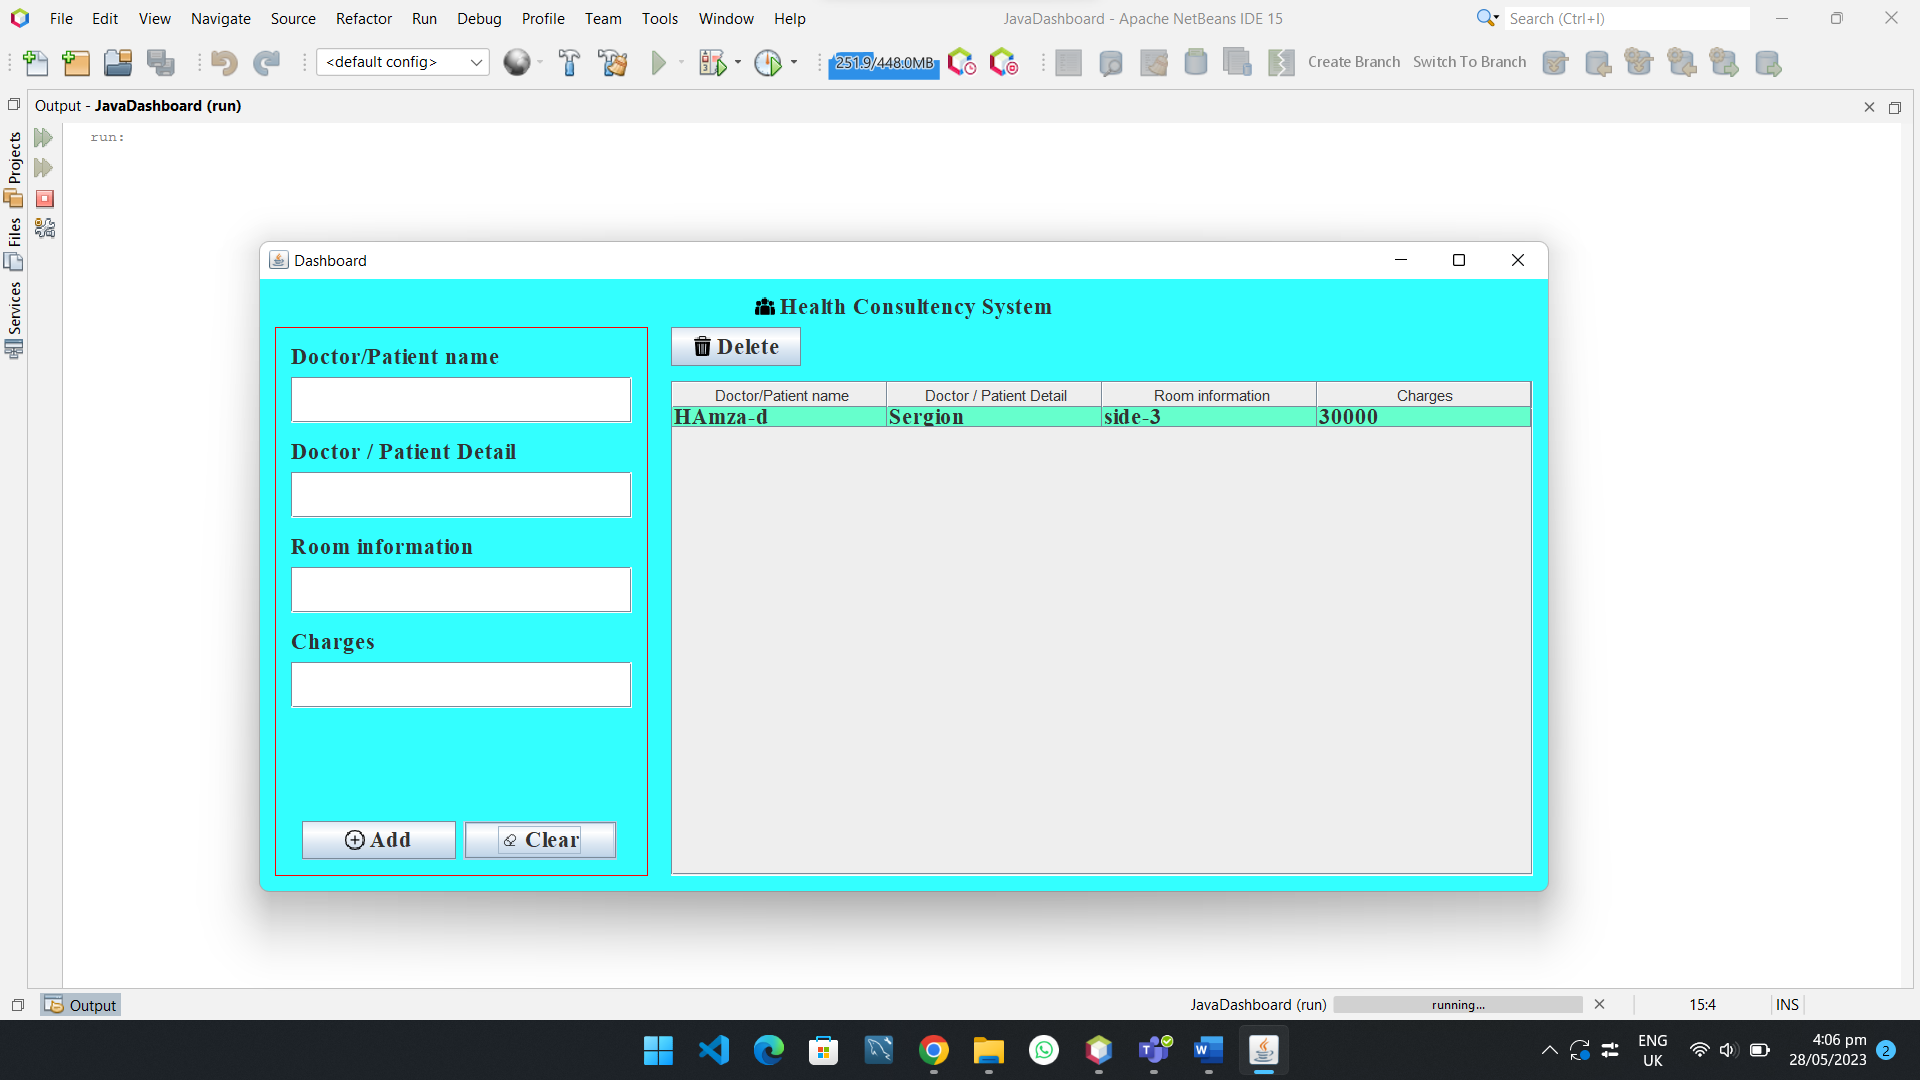 File Edit View Navigate Source Refactor Run Debug Profile Team Tools Window Help
JavaDashboard - Apache NetBeans IDE 15
Search (Ctrl+I)
<default config>
251.9/448.0MB
Create Branch Switch To Branch
Output - JavaDashboard (run)
Projects
Files
Services
run:
Dashboard
Health Consultency System
Doctor/Patient name
Doctor / Patient Detail
Room information
Charges
Add
Clear
Delete
Doctor/Patient name Doctor / Patient Detail Room information Charges
HAmza-d Sergion side-3 30000
Output
JavaDashboard (run) running... 15:4 INS
ENG
UK
4:06 pm
28/05/2023
2